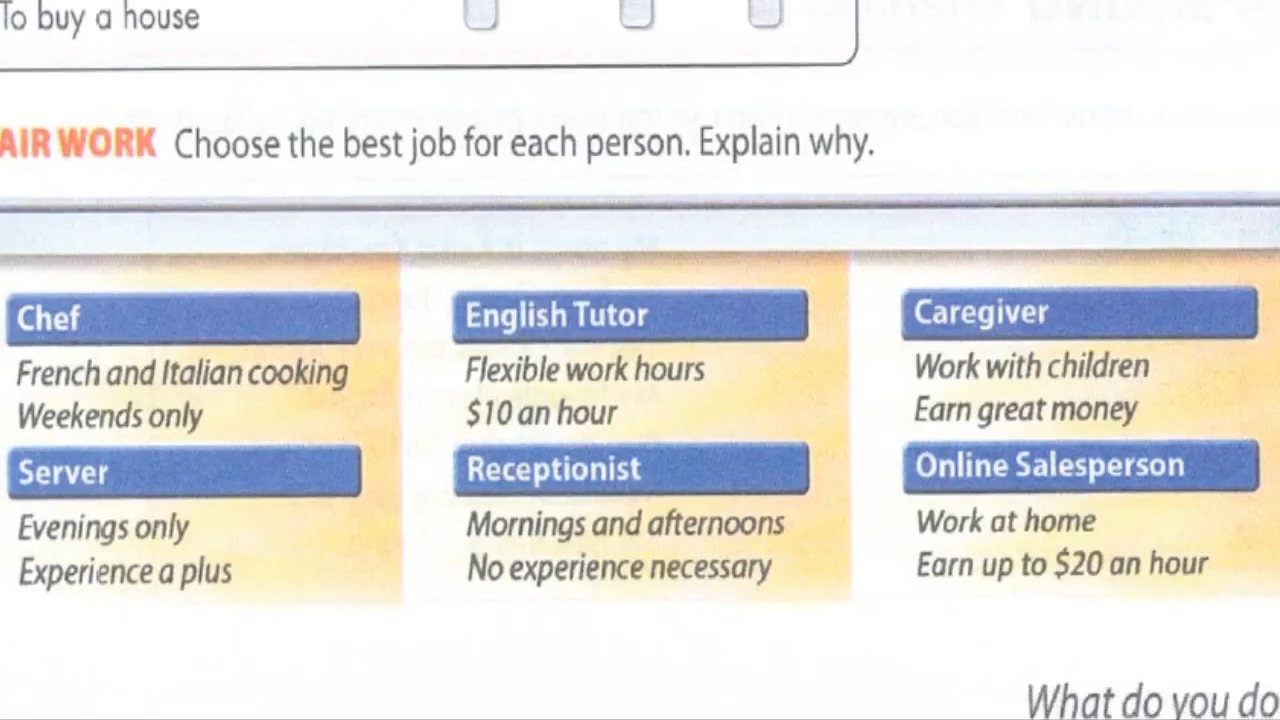 To buy a house
AIR WORK Choose the best job for each person. Explain why.
Chef
French and Italian cooking
Weekends only
Server
Evenings only
Experience a plus
English Tutor
Flexible work hours
$10 an hour
Receptionist
Mornings and afternoons
No experience necessary
Caregiver
Work with children
Earn great money
Online Salesperson
Work at home
Earn up to $20 an hour
What do you do